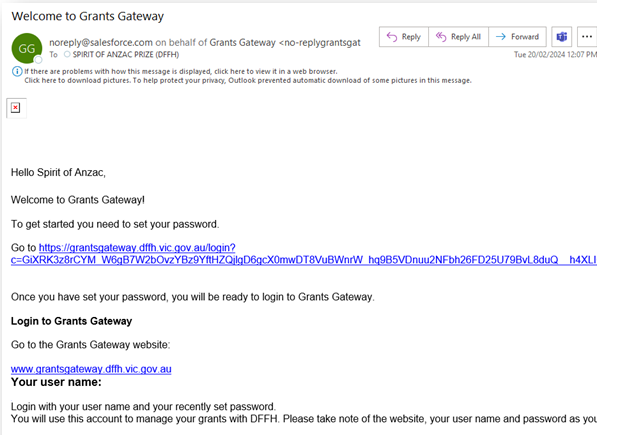 Welcome to Grants Gateway
GG
noreply@salesforce.com on behalf of Grants Gateway <no-replygrantsgat
To SPIRIT OF ANZAC PRIZE (DFFH)
Reply
Reply All
Forward
Tue 20/02/2024 12:07 PM
If there are problems with how this message is displayed, click here to view it in a web browser.
Click here to download pictures. To help protect your privacy, Outlook prevented automatic download of some pictures in this message.
Hello Spirit of Anzac,
Welcome to Grants Gateway!
To get started you need to set your password.
Go to https://grantsgateway.dffh.vic.gov.au/login?
c=GiXRK3z8rCYM_W6gB7W2bOvzYBz9YftHZQjlgD6gcX0mwDT8VuBWnrW_hq9B5VDnuu2NFbh26FD25U79BvL8duQ__h4XLI
Once you have set your password, you will be ready to login to Grants Gateway.
Login to Grants Gateway
Go to the Grants Gateway website:
www.grantsgateway.dffh.vic.gov.au
Your user name:
Login with your user name and your recently set password.
You will use this account to manage your grants with DFFH. Please take note of the website, your user name and password as you